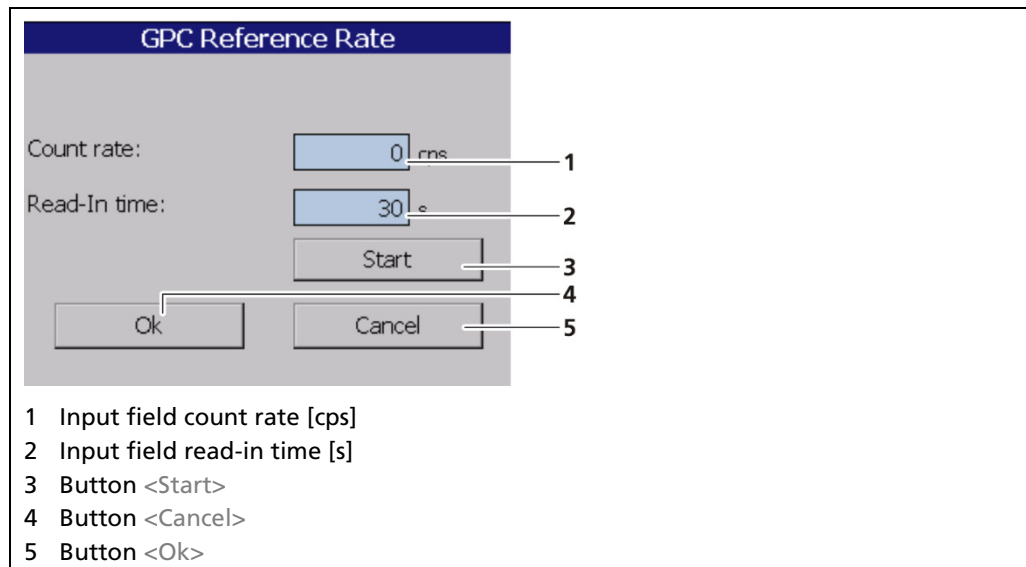 GPC Reference Rate
Count rate: 0 cps 1
Read-In time: 30 s 2
Start 3
4
Ok Cancel 5
1 Input field count rate [cps]
2 Input field read-in time [s]
3 Button <Start>
4 Button <Cancel>
5 Button <Ok>